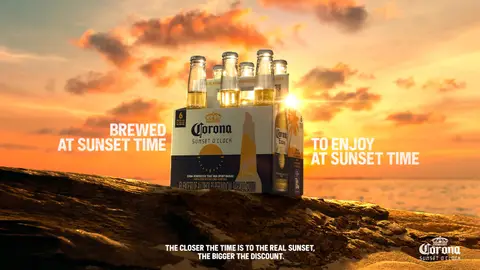 BREWED
AT SUNSET TIME
TO ENJOY
AT SUNSET TIME
6
Corona
SUNSET O'CLOCK
THE CLOSER THE TIME IS TO THE REAL SUNSET,
THE BIGGER THE DISCOUNT.
Corona
SUNSET O'CLOCK